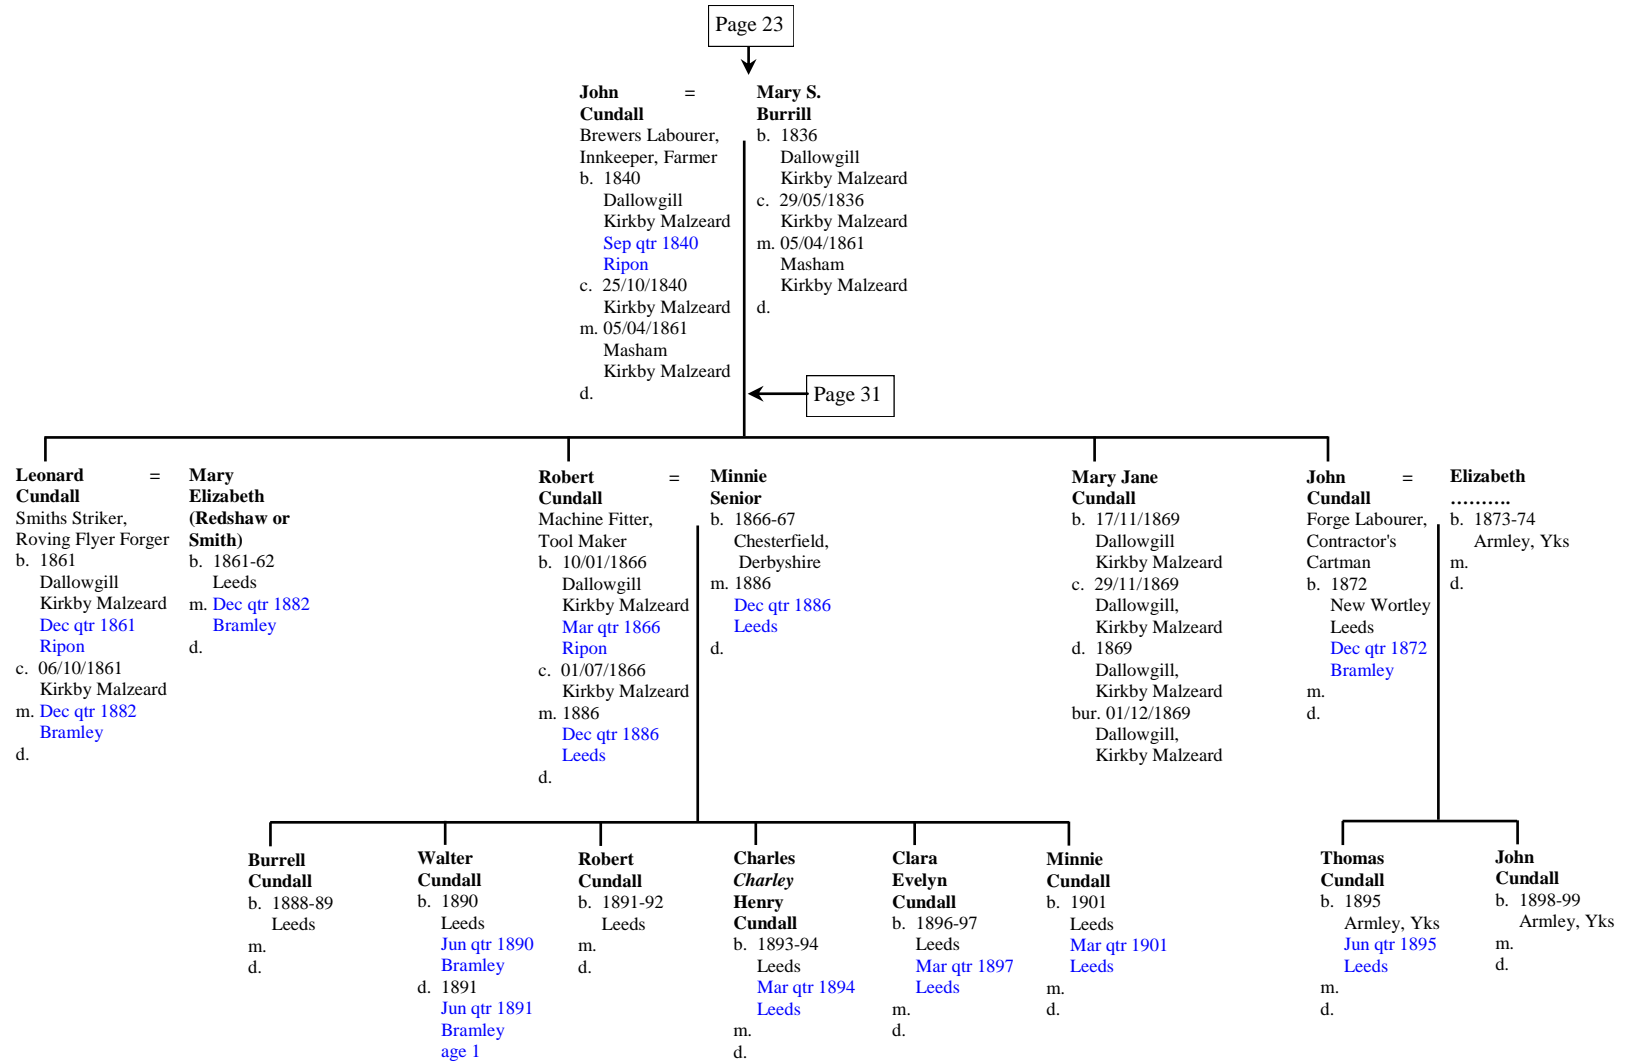 Page 23
John =
Cundall
Brewers Labourer,
Innkeeper, Farmer
b. 1840
Dallowgill
Kirkby Malzeard
Sep qtr 1840
Ripon
c. 25/10/1840
Kirkby Malzeard
m. 05/04/1861
Masham
Kirkby Malzeard
d.
Mary S.
Burrill
b. 1836
Dallowgill
Kirkby Malzeard
c. 29/05/1836
Kirkby Malzeard
m. 05/04/1861
Masham
Kirkby Malzeard
d.
Page 31
Leonard =
Cundall
Smiths Striker,
Roving Flyer Forger
b. 1861
Dallowgill
Kirkby Malzeard
Dec qtr 1861
Ripon
c. 06/10/1861
Kirkby Malzeard
m. Dec qtr 1882
Bramley
d.
Mary
Elizabeth
(Redshaw or
Smith)
b. 1861-62
Leeds
m. Dec qtr 1882
Bramley
d.
Robert =
Cundall
Machine Fitter,
Tool Maker
b. 10/01/1866
Dallowgill
Kirkby Malzeard
Mar qtr 1866
Ripon
c. 01/07/1866
Kirkby Malzeard
m. 1886
Dec qtr 1886
Leeds
d.
Minnie
Senior
b. 1866-67
Chesterfield,
Derbyshire
m. 1886
Dec qtr 1886
Leeds
d.
Mary Jane
Cundall
b. 17/11/1869
Dallowgill
Kirkby Malzeard
c. 29/11/1869
Dallowgill,
Kirkby Malzeard
d. 1869
Dallowgill,
Kirkby Malzeard
bur. 01/12/1869
Dallowgill,
Kirkby Malzeard
John =
Cundall
Forge Labourer,
Contractor's
Cartman
b. 1872
New Wortley
Leeds
Dec qtr 1872
Bramley
m.
d.
Elizabeth
……….
b. 1873-74
Armley, Yks
m.
d.
Burrell
Cundall
b. 1888-89
Leeds
m.
d.
Walter
Cundall
b. 1890
Leeds
Jun qtr 1890
Bramley
d. 1891
Jun qtr 1891
Bramley
age 1
Robert
Cundall
b. 1891-92
Leeds
m.
d.
Charles
Charley
Henry
Cundall
b. 1893-94
Leeds
Mar qtr 1894
Leeds
m.
d.
Clara
Evelyn
Cundall
b. 1896-97
Leeds
Mar qtr 1897
Leeds
m.
d.
Minnie
Cundall
b. 1901
Leeds
Mar qtr 1901
Leeds
m.
d.
Thomas
Cundall
b. 1895
Armley, Yks
Jun qtr 1895
Leeds
m.
d.
John
Cundall
b. 1898-99
Armley, Yks
m.
d.